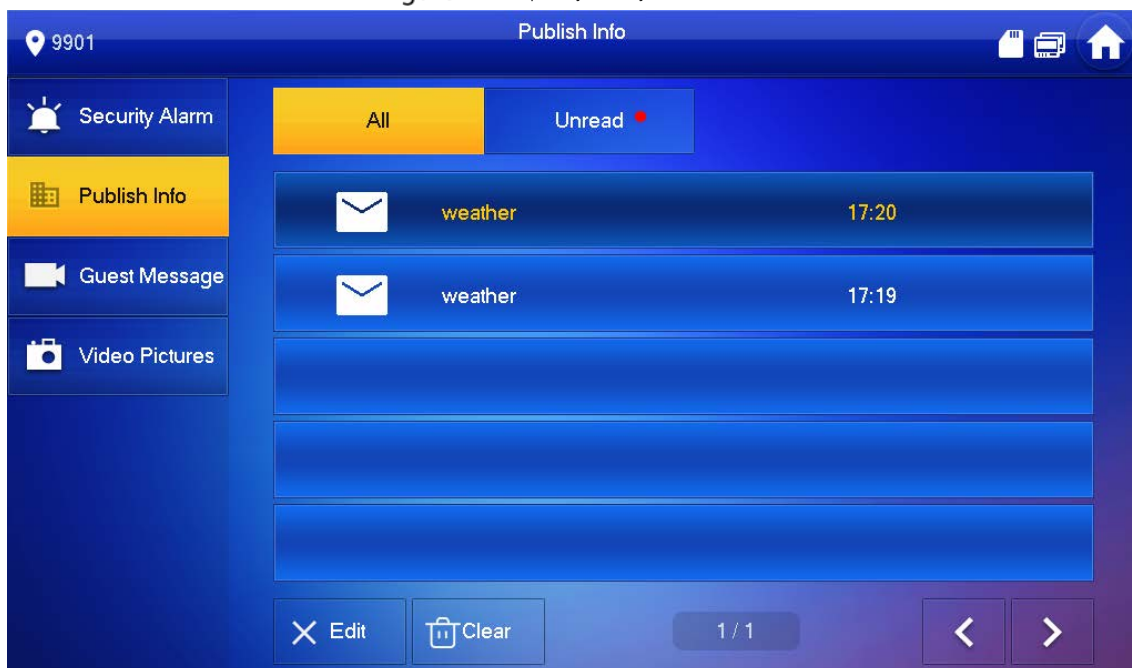 9901
Publish Info
Security Alarm
Publish Info
Guest Message
Video Pictures
All
Unread
weather 17:20
weather 17:19
Edit
Clear
1 / 1